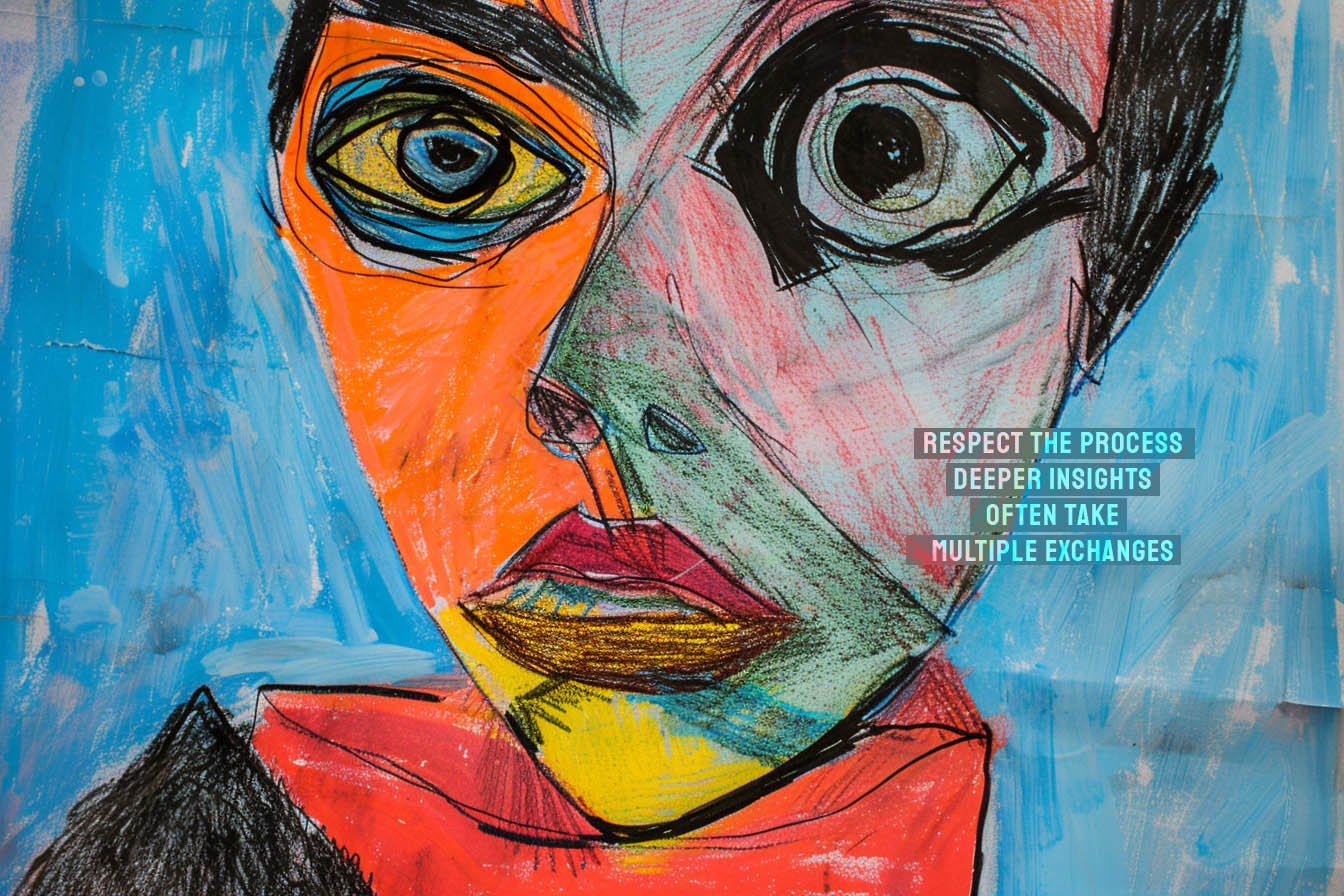 RESPECT THE PROCESS
DEEPER INSIGHTS
OFTEN TAKE
MULTIPLE EXCHANGES